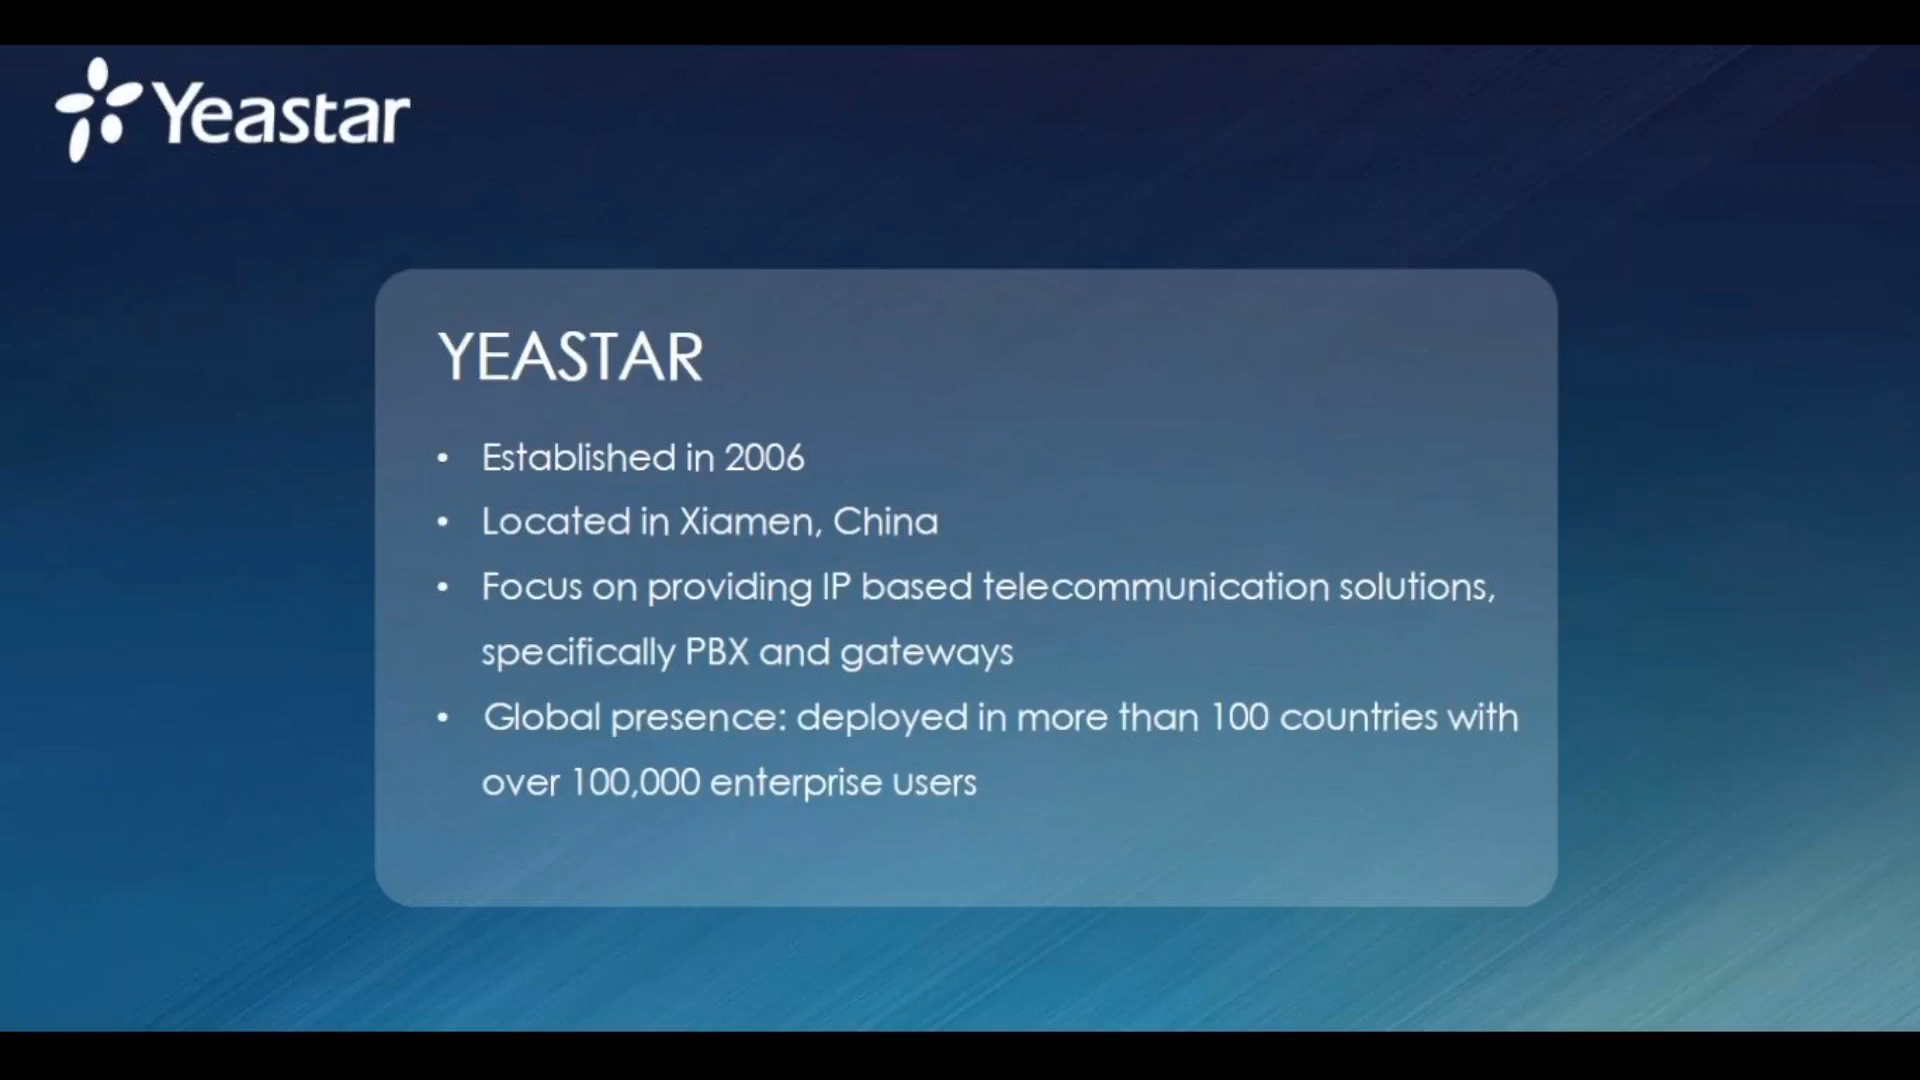 Yeastar
YEASTAR
• Established in 2006
• Located in Xiamen, China
• Focus on providing IP based telecommunication solutions,
specifically PBX and gateways
• Global presence: deployed in more than 100 countries with
over 100,000 enterprise users